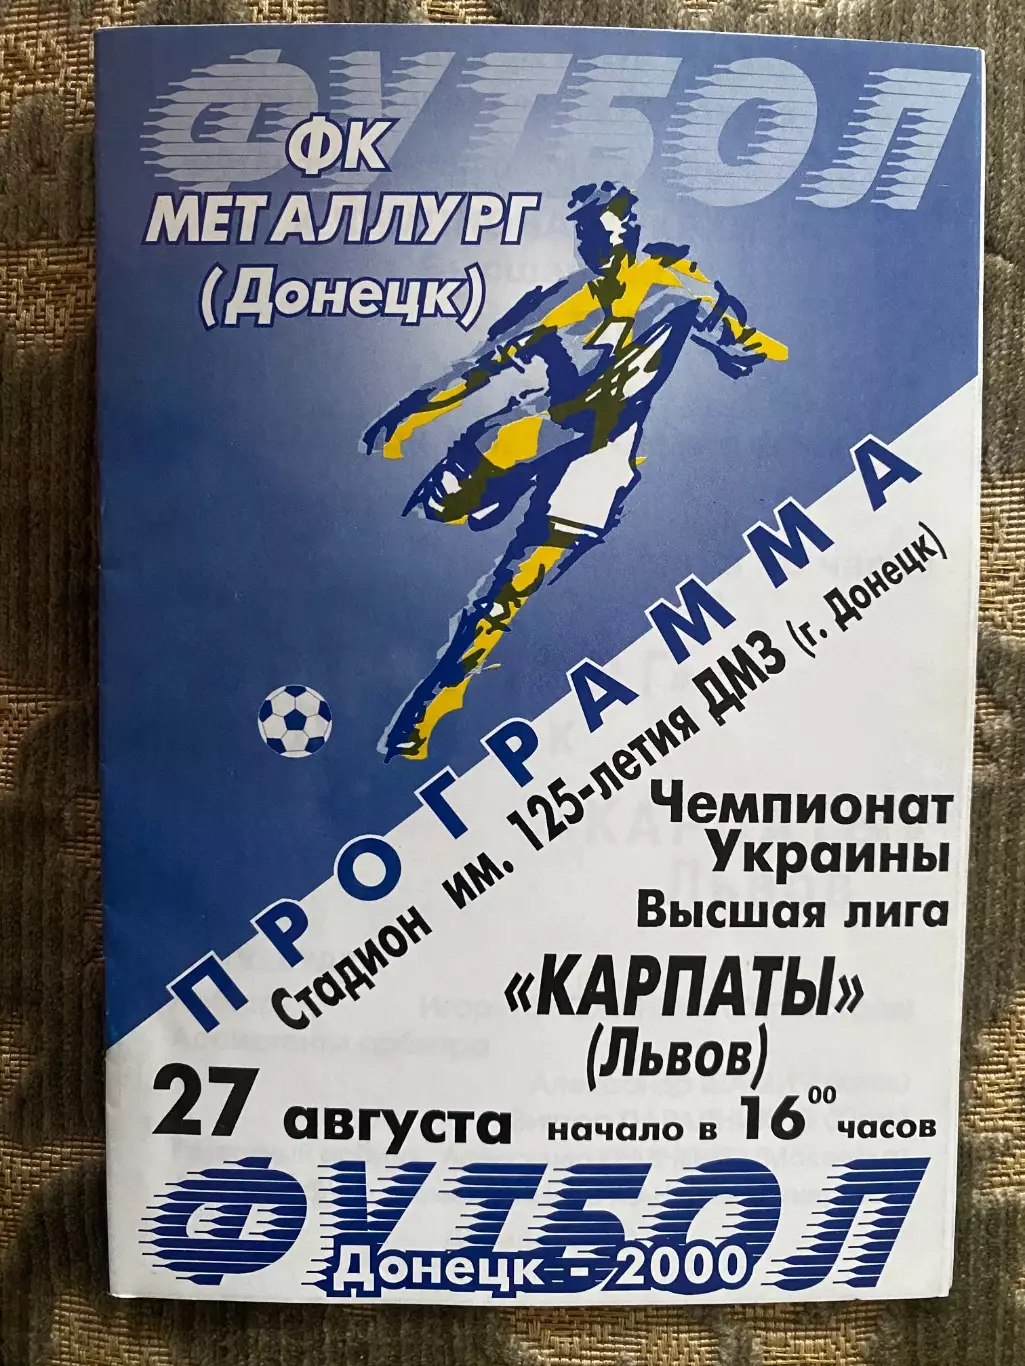 ФУТБОЛ
ФК
МЕТАЛЛУРГ
(Донецк)
ПРОГРАММА
Стадион им. 125-летия ДМЗ (г. Донецк)
Чемпионат
Украины
Высшая лига
«КАРПАТЫ»
(Львов)
27 августа начало в 16 00 часов
ФУТБОЛ
Донецк - 2000